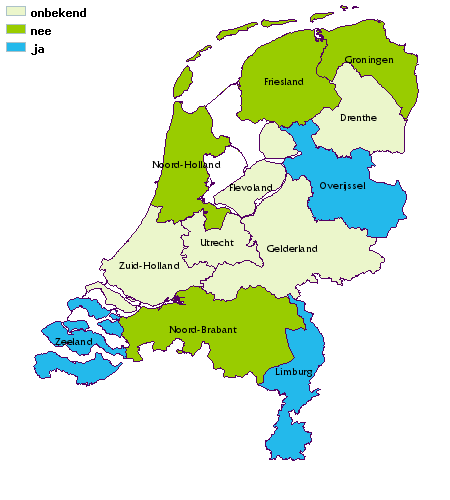 onbekend
nee
ja
Groningen
Friesland
Drenthe
Noord-Holland
Flevoland
Overijssel
Utrecht
Gelderland
Zuid-Holland
Noord-Brabant
Zeeland
Limburg